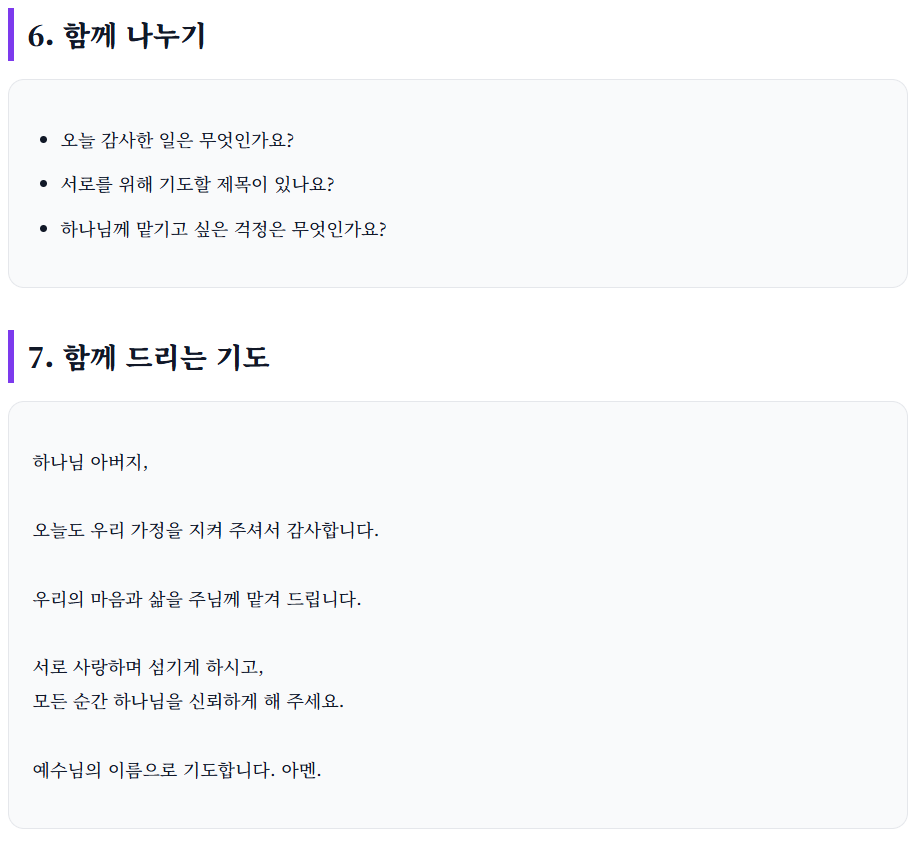 6. 함께 나누기
• 오늘 감사한 일은 무엇인가요?
• 서로를 위해 기도할 제목이 있나요?
• 하나님께 맡기고 싶은 걱정은 무엇인가요?
7. 함께 드리는 기도
하나님 아버지,
오늘도 우리 가정을 지켜 주셔서 감사합니다.
우리의 마음과 삶을 주님께 맡겨 드립니다.
서로 사랑하며 섬기게 하시고,
모든 순간 하나님을 신뢰하게 해 주세요.
예수님의 이름으로 기도합니다. 아멘.